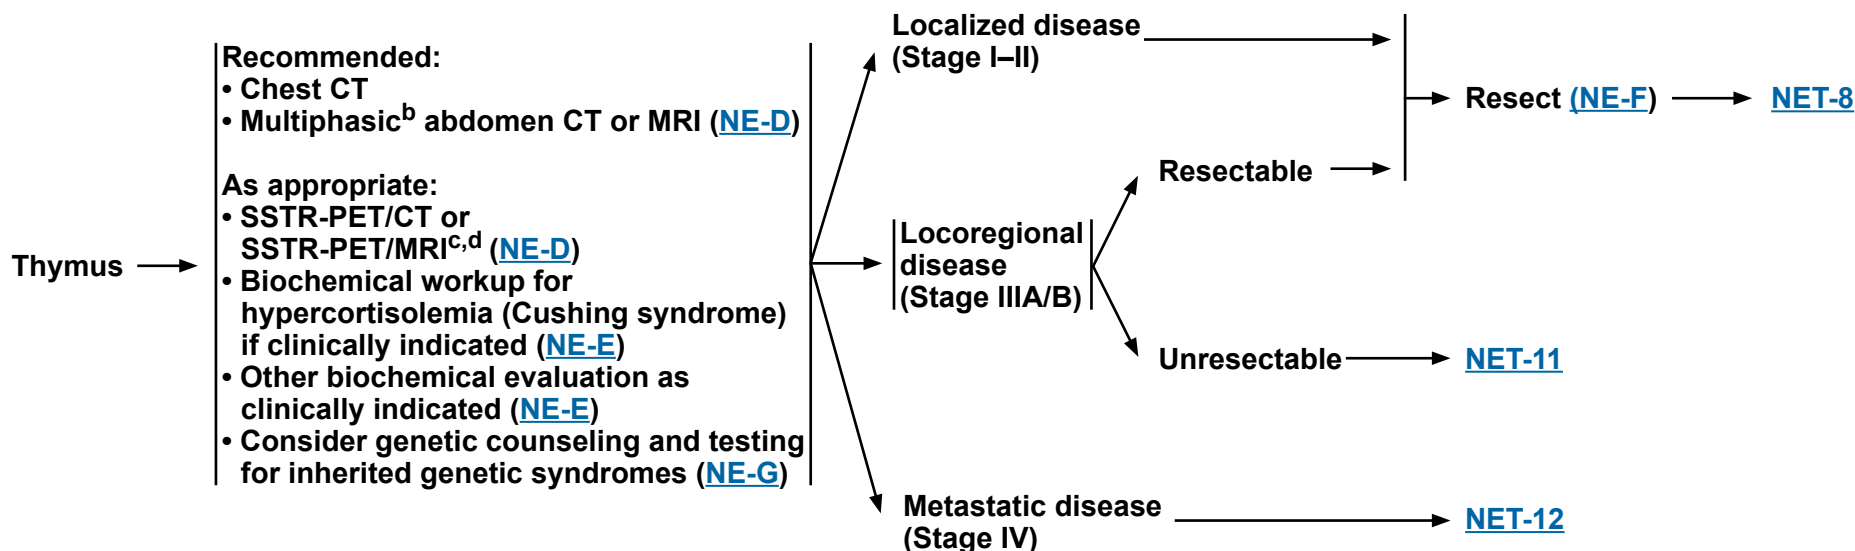 Thymus
Recommended:
• Chest CT
• Multiphasicb abdomen CT or MRI (NE-D)
As appropriate:
• SSTR-PET/CT or
SSTR-PET/MRIc,d (NE-D)
• Biochemical workup for
hypercortisolemia (Cushing syndrome)
if clinically indicated (NE-E)
• Other biochemical evaluation as
clinically indicated (NE-E)
• Consider genetic counseling and testing
for inherited genetic syndromes (NE-G)
Localized disease
(Stage I–II)
Locoregional
disease
(Stage IIIA/B)
Resectable
Resect (NE-F)
NET-8
Unresectable
NET-11
Metastatic disease
(Stage IV)
NET-12